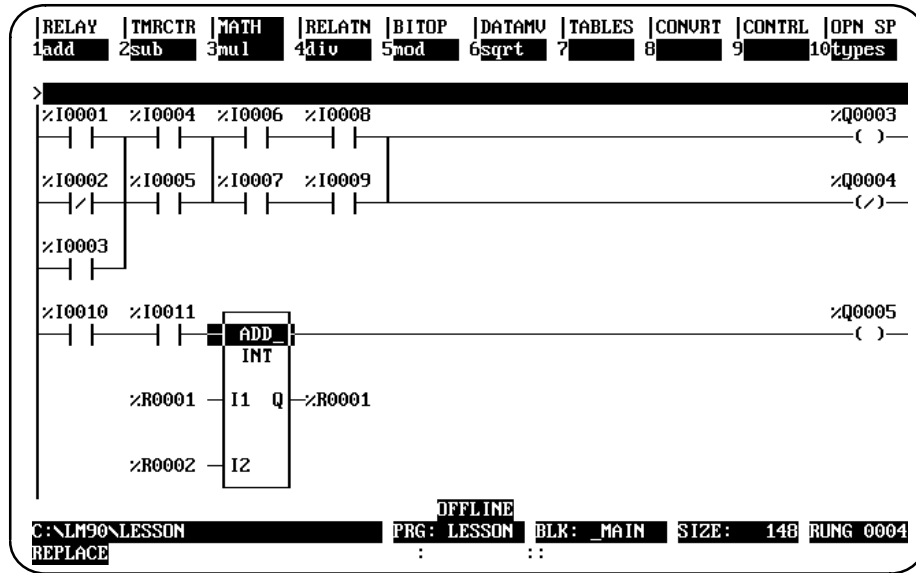 |RELAY |TMRCTR |MATH |RELATN |BITOP |DATAMV |TABLES |CONVRT |CONTRL |OPN SP
1add 2sub 3mul 4div 5mod 6sqrt 7 8 9 10types
>
%I0001 %I0004 %I0006 %I0008 %Q0003
%I0002 %I0005 %I0007 %I0009 %Q0004
%I0003
%I0010 %I0011 %Q0005
ADD_
INT
%R0001 I1 Q %R0001
%R0002 I2
OFFLINE
C:\LM90\LESSON PRG: LESSON BLK: _MAIN SIZE: 148 RUNG 0004
REPLACE : ::